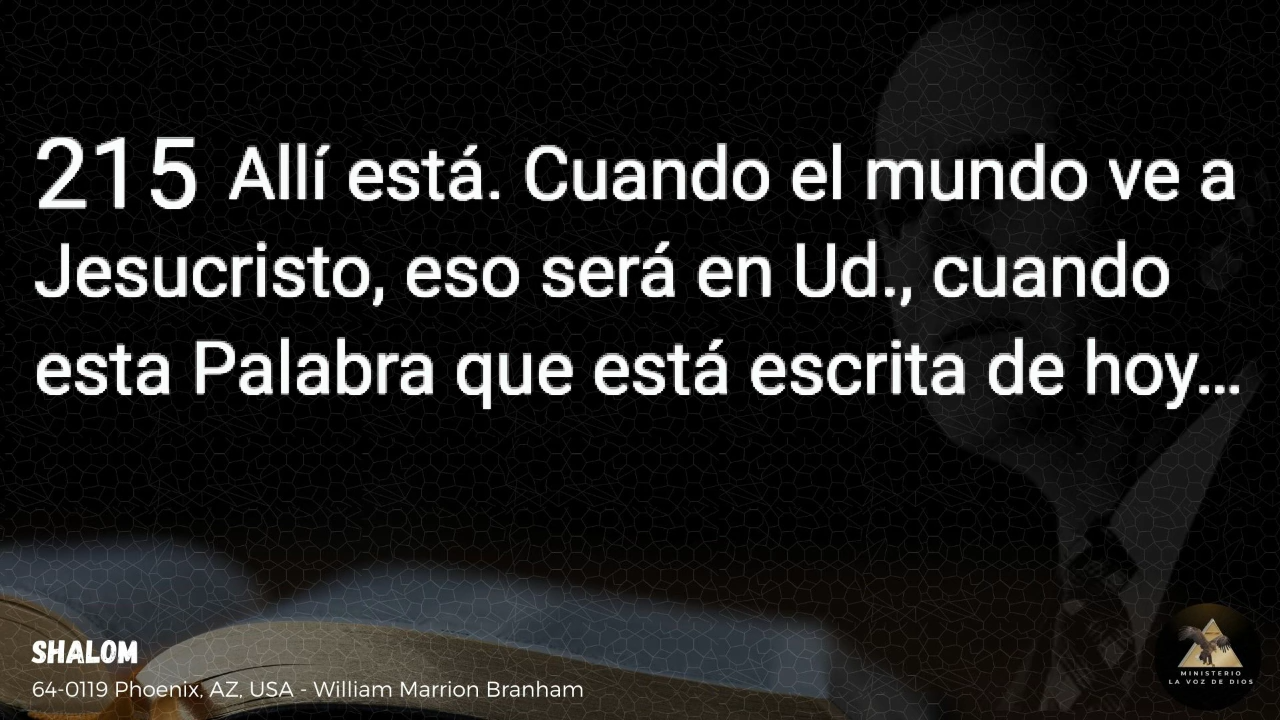 215 Allí está. Cuando el mundo ve a
Jesucristo, eso será en Ud., cuando
esta Palabra que está escrita de hoy...
SHALOM
64-0119 Phoenix, AZ, USA - William Marrion Branham
MINISTERIO
LA VOZ DE DIOS